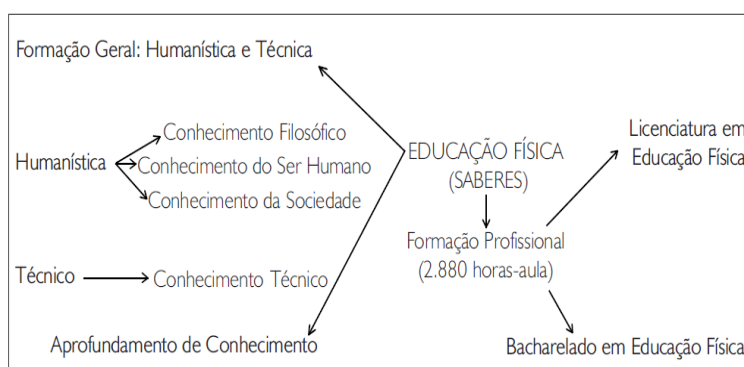 Formação Geral: Humanística e Técnica
Humanística
Conhecimento Filosófico
Conhecimento do Ser Humano
Conhecimento da Sociedade
Técnico
Conhecimento Técnico
Aprofundamento de Conhecimento
EDUCAÇÃO FÍSICA
(SABERES)
Formação Profissional
(2.880 horas-aula)
Licenciatura em
Educação Física
Bacharelado em Educação Física